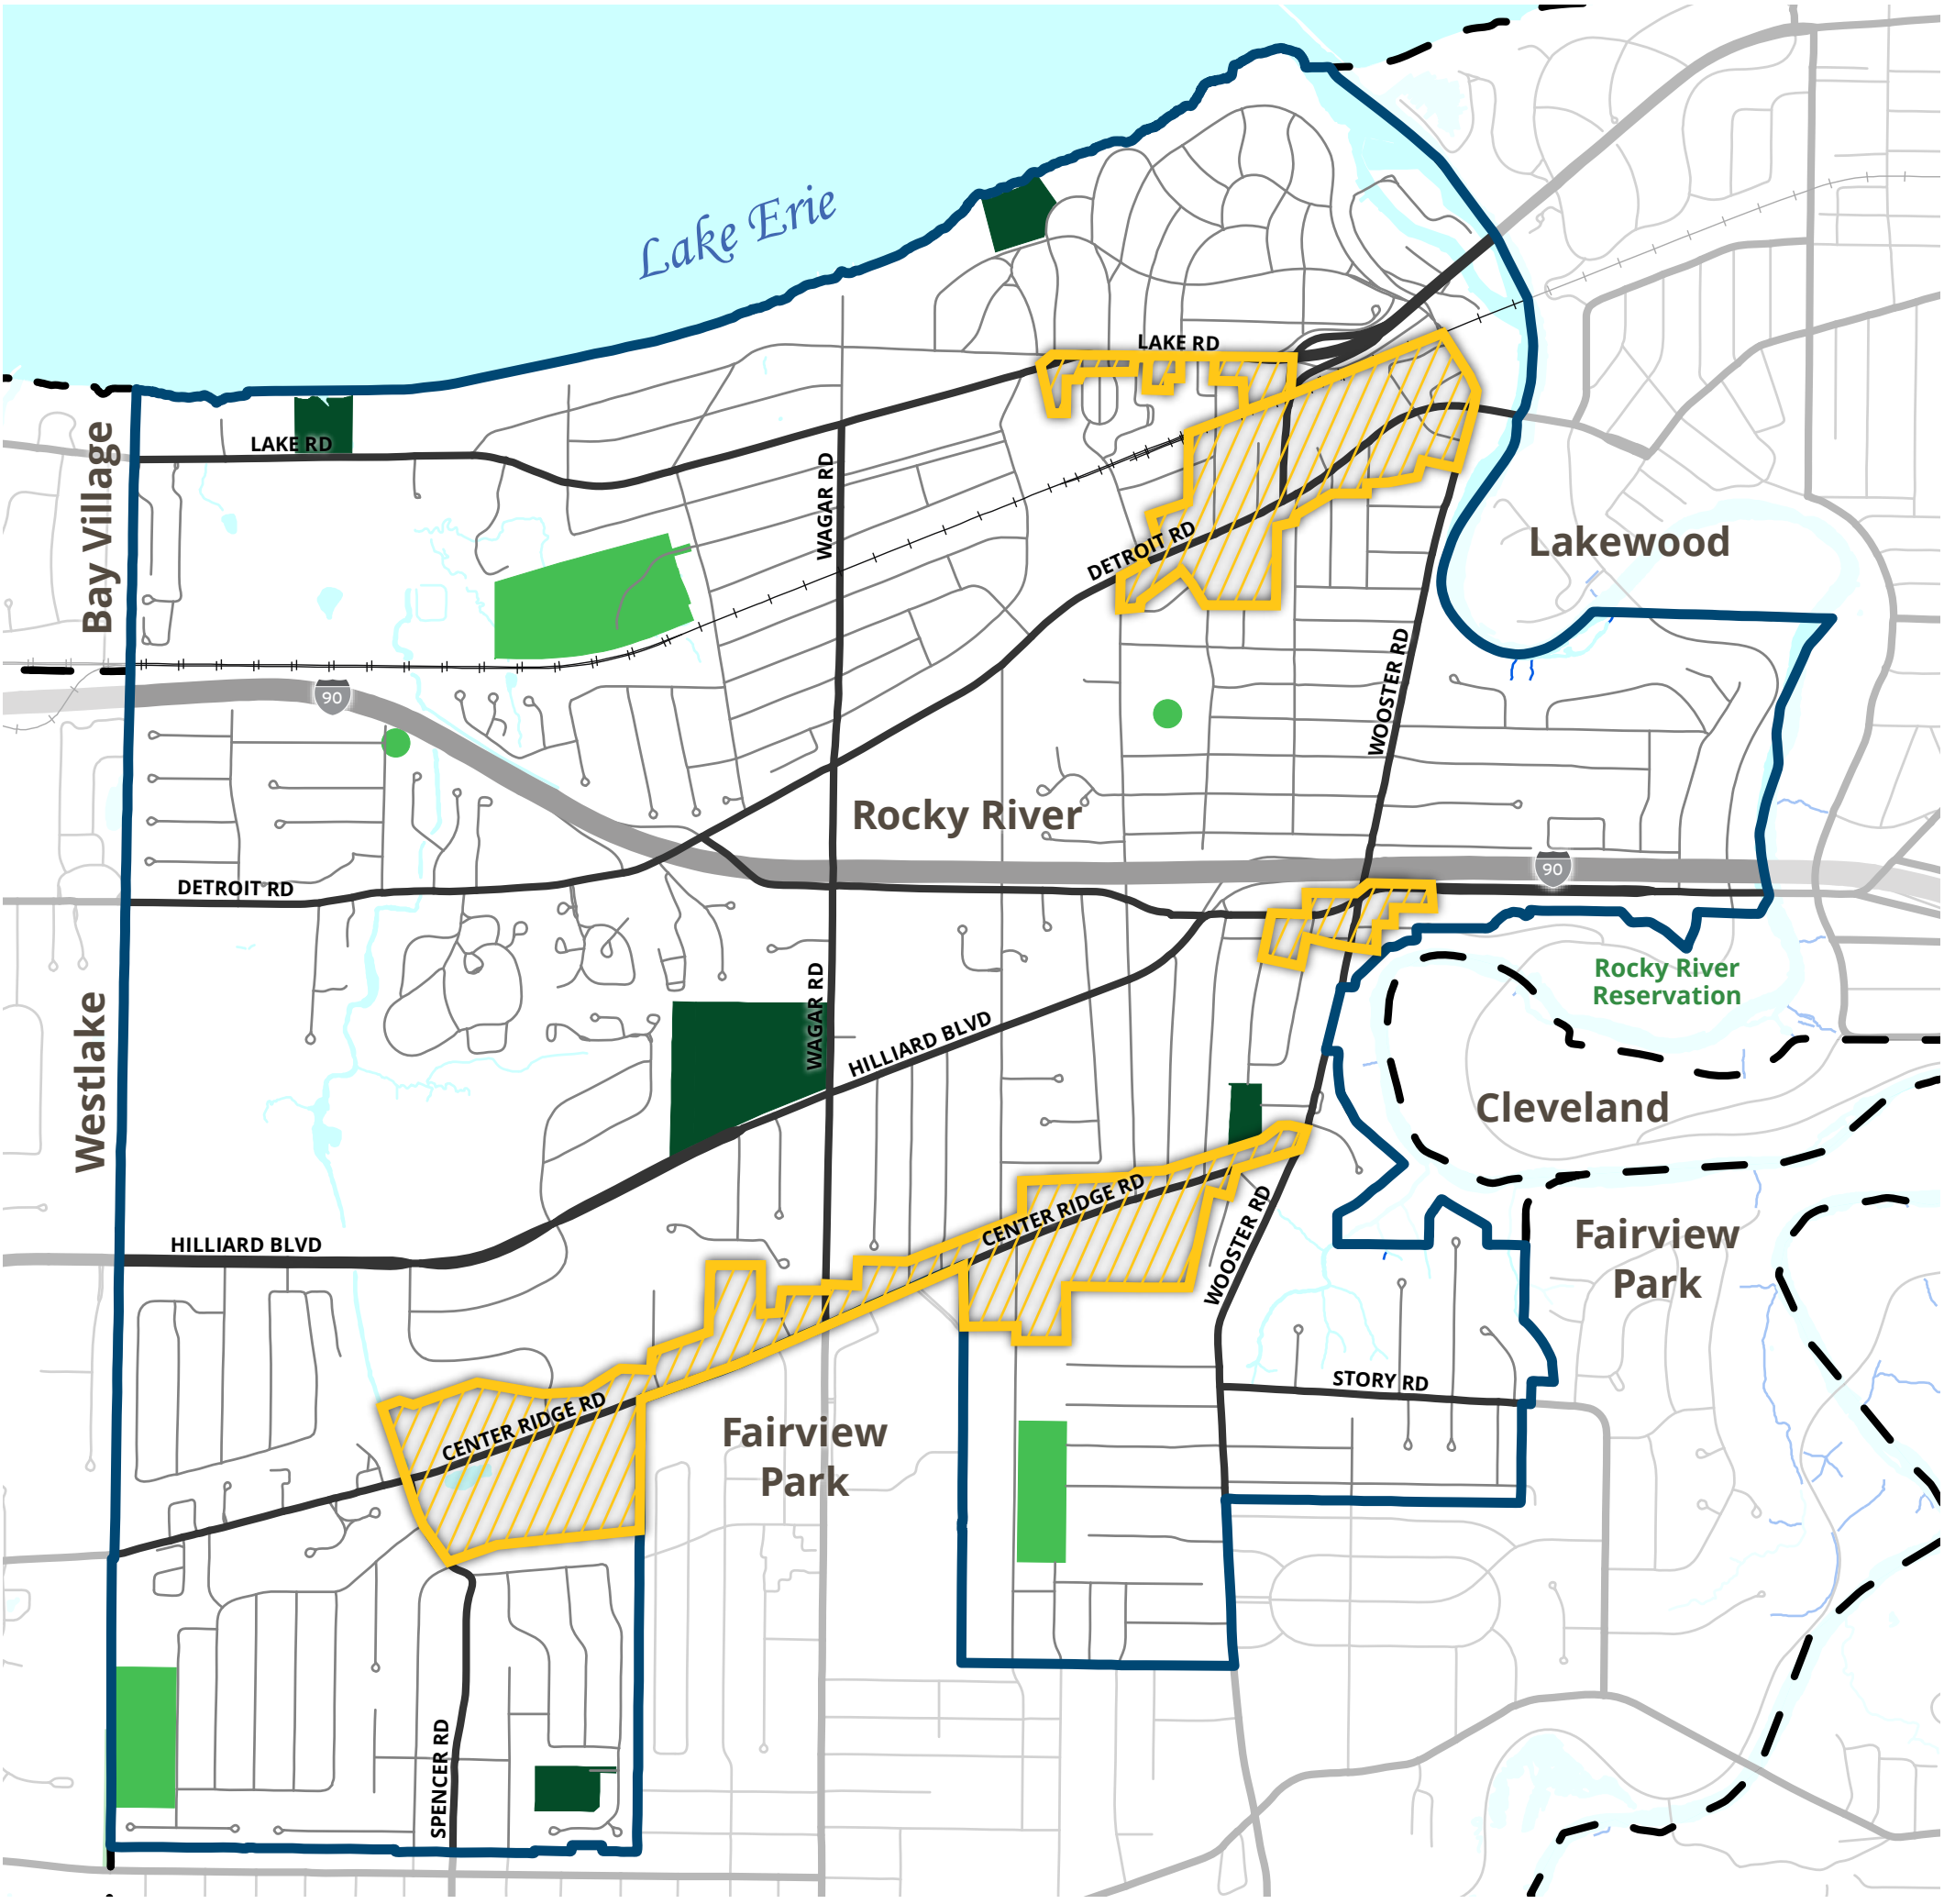 Lake Erie
LAKE RD
LAKE RD
Bay Village
WAGAR RD
DETROIT RD
Lakewood
WOOSTER RD
90
Rocky River
90
DETROIT RD
Rocky River
Reservation
Westlake
WAGAR RD
HILLIARD BLVD
Cleveland
CENTER RIDGE RD
WOOSTER RD
HILLIARD BLVD
Fairview
Park
STORY RD
CENTER RIDGE RD
Fairview
Park
SPENCER RD